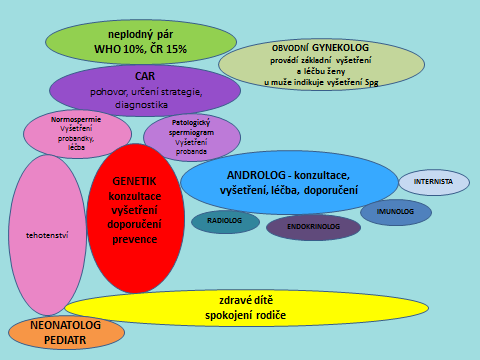 neplodný pár
WHO 10%, ČR 15%
OBVODNÍ GYNEKOLOG
provádí základní vyšetření
a léčbu ženy
u muže indikuje vyšetření Spg
CAR
pohovor, určení strategie,
diagnostika
Normospermie
Vyšetření
probandky,
léčba
Patologický
spermiogram
Vyšetření
probanda
GENETIK
konzultace
vyšetření
doporučení
prevence
ANDROLOG - konzultace,
vyšetření, léčba, doporučení
INTERNISTA
IMUNOLOG
RADIOLOG
ENDOKRINOLOG
tehotenství
zdravé dítě
spokojení rodiče
NEONATOLOG
PEDIATR